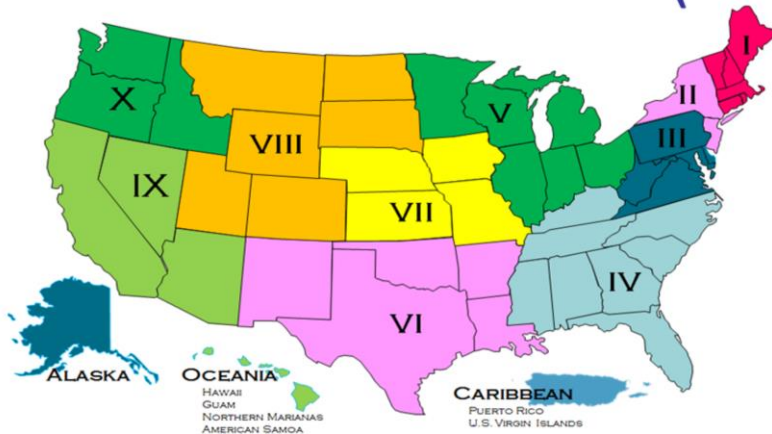 I
II
X
V
III
VIII
IX
VII
IV
VI
ALASKA
OCEANIA
HAWAII
GUAM
NORTHERN MARIANAS
AMERICAN SAMOA
CARIBBEAN
PUERTO RICO
U.S. VIRGIN ISLANDS